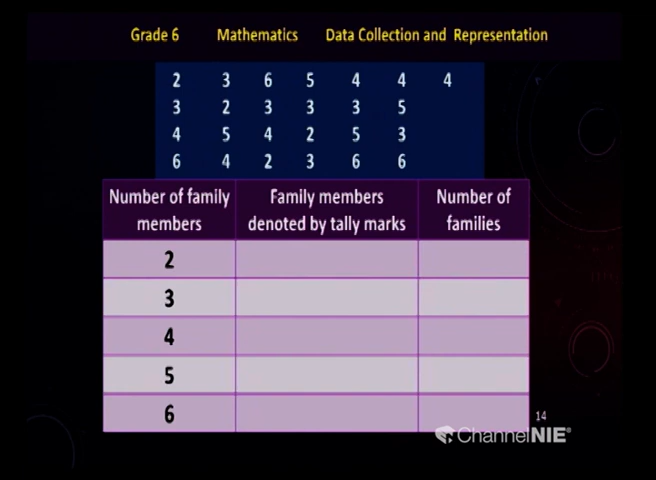 Grade 6 Mathematics Data Collection and Representation
2 3 6 5 4 4 4
3 2 3 3 3 5
4 5 4 2 5 3
6 4 2 3 6 6
Number of family members
Family members denoted by tally marks
Number of families
2
3
4
5
6
14
ChannelNIE®